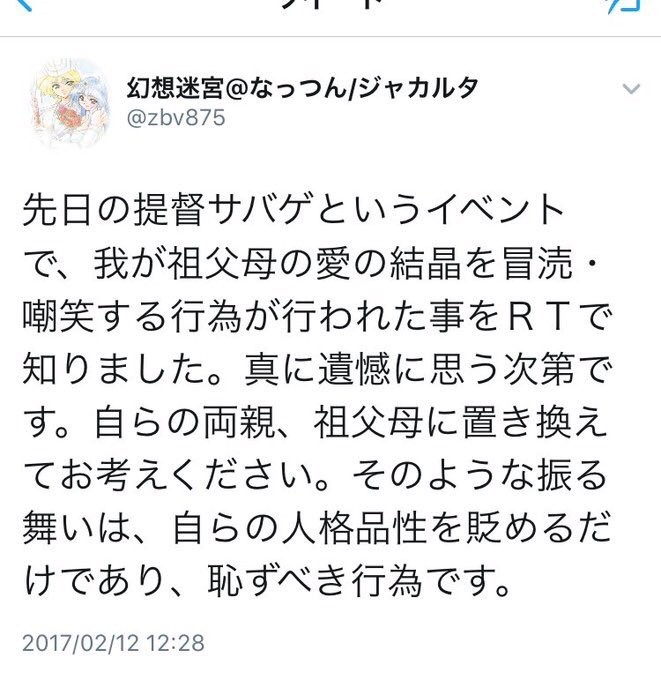 幻想迷宮@なっつん/ジャカルタ
@zbv875
先日の提督サバゲというイベント
で、我が祖父母の愛の結晶を冒涜・
嘲笑する行為が行われた事をＲＴで
知りました。真に遺憾に思う次第で
す。自らの両親、祖父母に置き換え
てお考えください。そのような振る
舞いは、自らの人格品性を貶めるだ
けであり、恥ずべき行為です。
2017/02/12 12:28